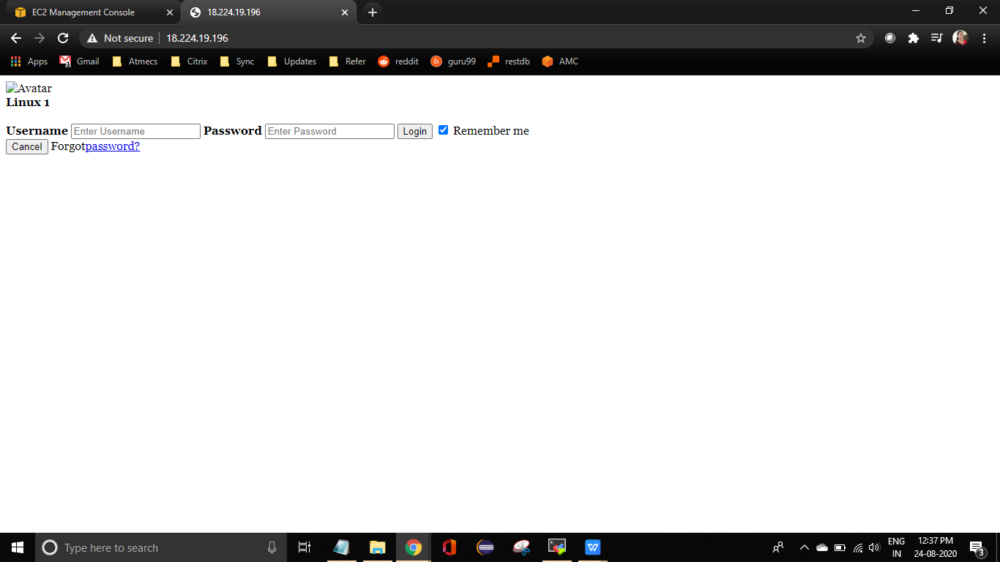 EC2 Management Console
18.224.19.196
Not secure 18.224.19.196
Apps Gmail Atmecs Citrix Sync Updates Refer reddit guru99 restdb AMC
Avatar
Linux 1
Username Enter Username Password Enter Password Login Remember me
Cancel Forgotpassword?
Type here to search
ENG
IN
12:37 PM
24-08-2020
3